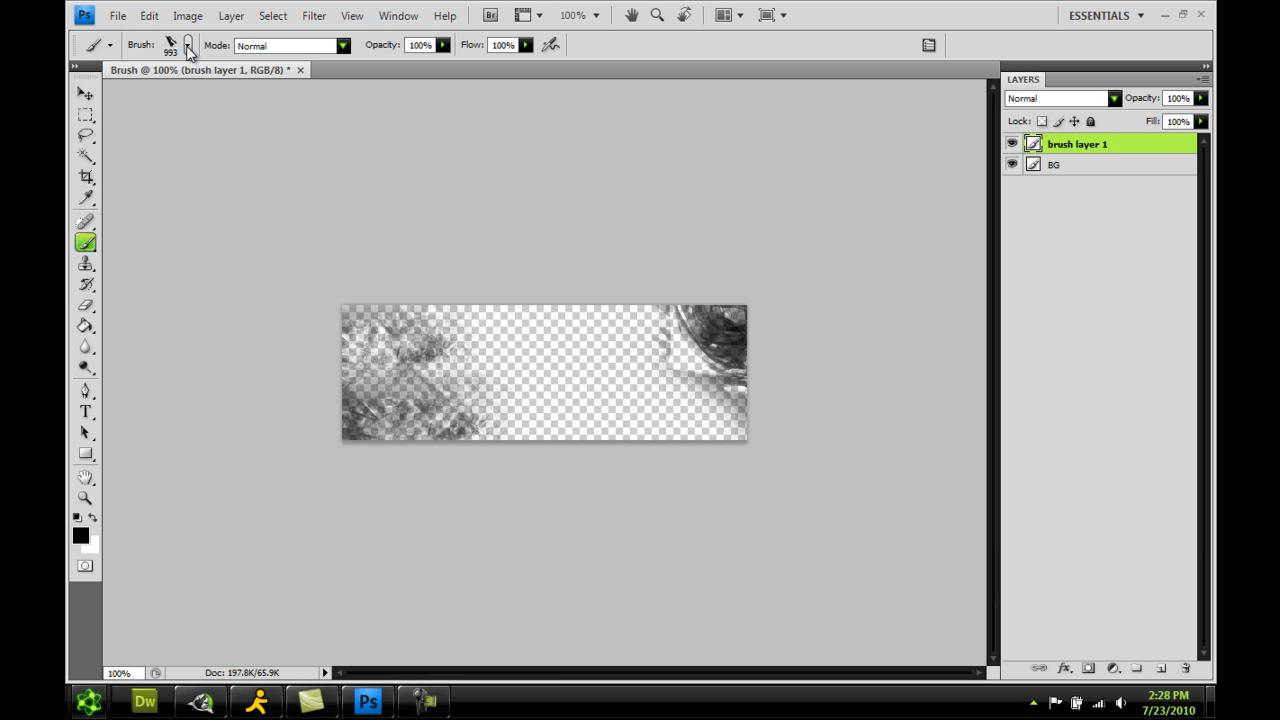 Ps File Edit Image Layer Select Filter View Window Help Br 100% ESSENTIALS
Brush: 993 Mode: Normal Opacity: 100% Flow: 100%
Brush @ 100% (brush layer 1, RGB/8) *
LAYERS
Normal Opacity: 100%
Lock: Fill: 100%
brush layer 1
BG
T
100% Doc: 197.8K/65.9K
fx
Dw Ps
2:28 PM
7/23/2010